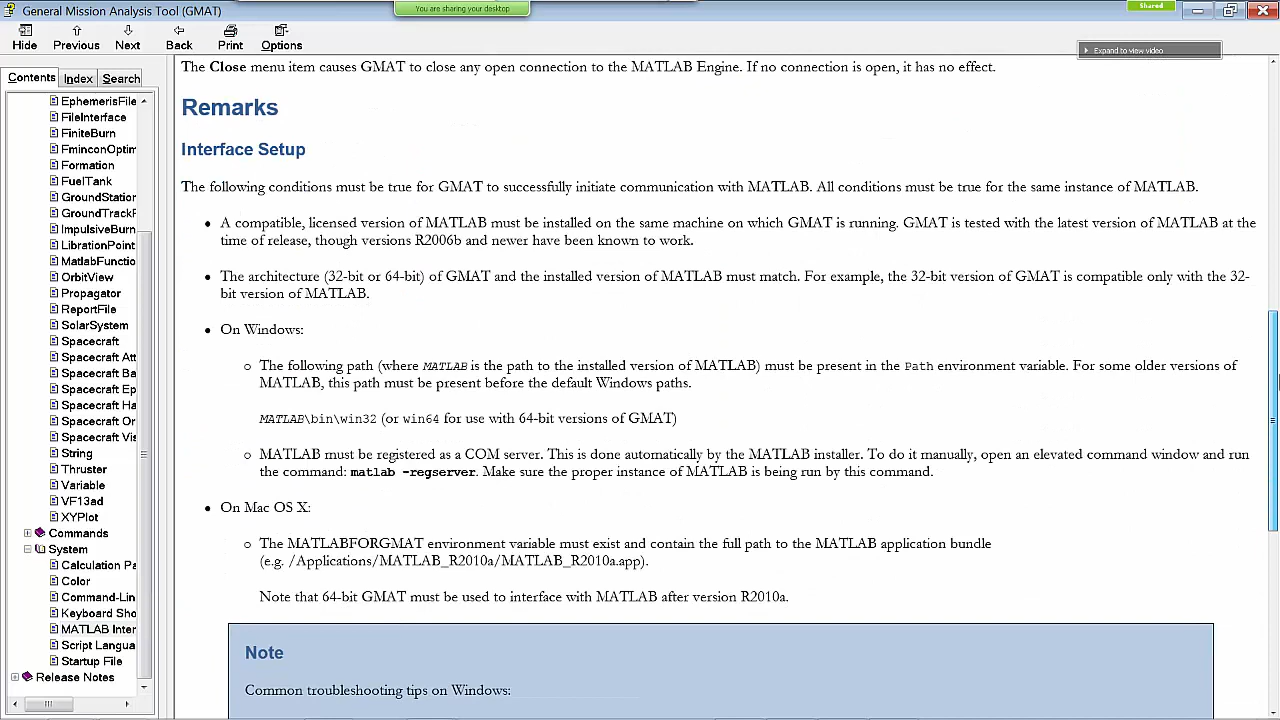 General Mission Analysis Tool (GMAT)
You are sharing your desktop
Shared
Hide Previous Next Back Print Options
Expand to view video
Contents Index Search
EphemerisFile
FileInterface
FiniteBurn
FminconOptim
Formation
FuelTank
GroundStation
GroundTrackF
ImpulsiveBurn
LibrationPoint
MatlabFunctio
OrbitView
Propagator
ReportFile
SolarSystem
Spacecraft
Spacecraft Att
Spacecraft Ba
Spacecraft Ep
Spacecraft Ha
Spacecraft Or
Spacecraft Vis
String
Thruster
Variable
VF13ad
XYPlot
Commands
System
Calculation Pa
Color
Command-Lin
Keyboard Sho
MATLAB Inter
Script Langua
Startup File
Release Notes
The Close menu item causes GMAT to close any open connection to the MATLAB Engine. If no connection is open, it has no effect.
Remarks
Interface Setup
The following conditions must be true for GMAT to successfully initiate communication with MATLAB. All conditions must be true for the same instance of MATLAB.
• A compatible, licensed version of MATLAB must be installed on the same machine on which GMAT is running. GMAT is tested with the latest version of MATLAB at the
time of release, though versions R2006b and newer have been known to work.
• The architecture (32-bit or 64-bit) of GMAT and the installed version of MATLAB must match. For example, the 32-bit version of GMAT is compatible only with the 32-
bit version of MATLAB.
• On Windows:
○ The following path (where MATLAB is the path to the installed version of MATLAB) must be present in the Path environment variable. For some older versions of
MATLAB, this path must be present before the default Windows paths.
MATLAB\bin\win32 (or win64 for use with 64-bit versions of GMAT)
○ MATLAB must be registered as a COM server. This is done automatically by the MATLAB installer. To do it manually, open an elevated command window and run
the command: matlab -regserver. Make sure the proper instance of MATLAB is being run by this command.
• On Mac OS X:
○ The MATLABFORGMAT environment variable must exist and contain the full path to the MATLAB application bundle
(e.g. /Applications/MATLAB_R2010a/MATLAB_R2010a.app).
Note that 64-bit GMAT must be used to interface with MATLAB after version R2010a.
Note
Common troubleshooting tips on Windows: